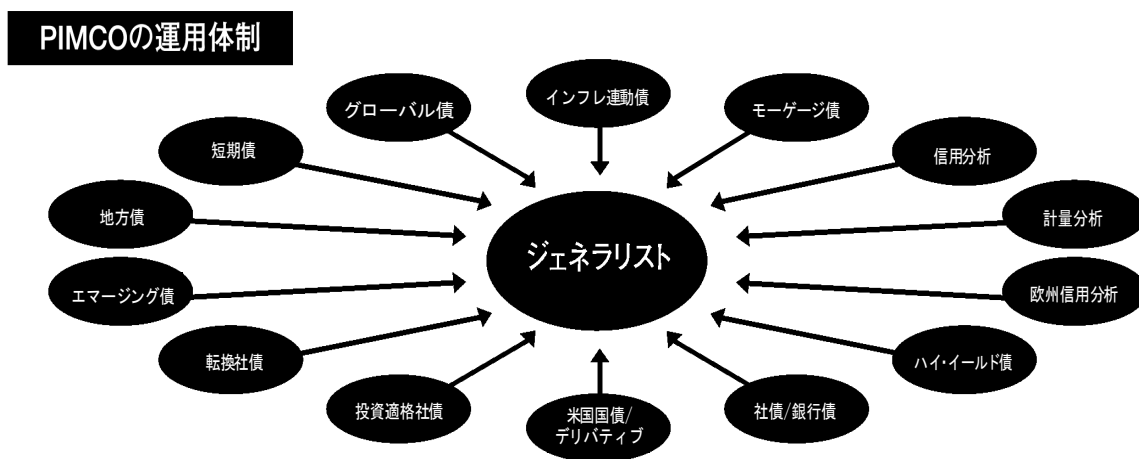 PIMCOの運用体制
インフレ連動債
グローバル債
モーゲージ債
短期債
信用分析
地方債
計量分析
ジェネラリスト
エマージング債
欧州信用分析
転換社債
ハイ・イールド債
投資適格社債
米国国債/
デリバティブ
社債/銀行債